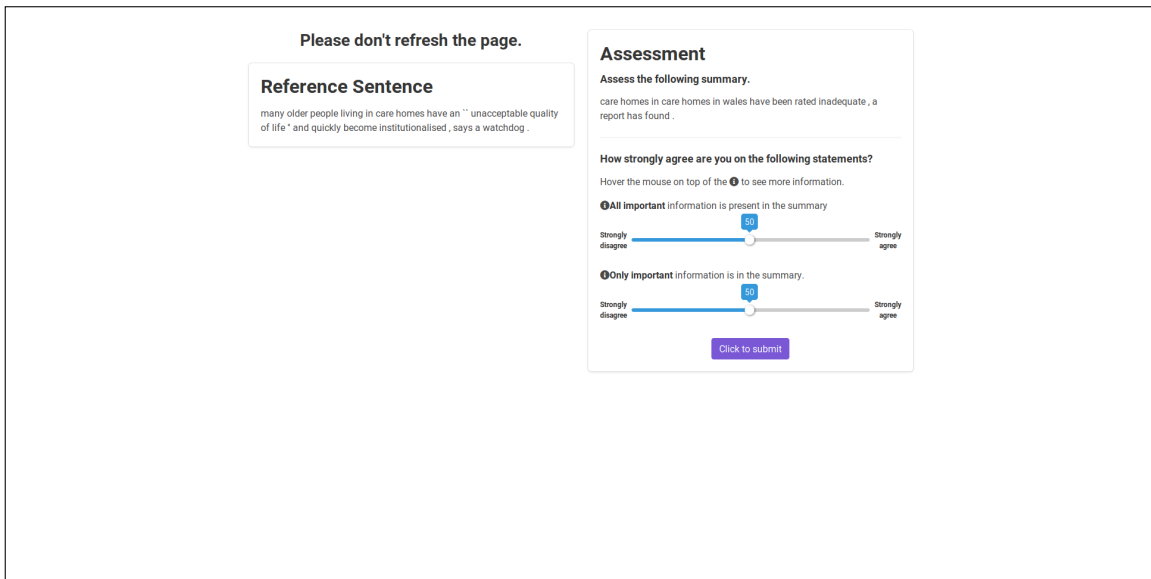 Please don't refresh the page.
Reference Sentence
many older people living in care homes have an `` unacceptable quality
of life '' and quickly become institutionalised , says a watchdog .
Assessment
Assess the following summary.
care homes in care homes in wales have been rated inadequate , a
report has found .
How strongly agree are you on the following statements?
Hover the mouse on top of the i to see more information.
All important information is present in the summary
50
Strongly
disagree
Strongly
agree
Only important information is in the summary.
50
Strongly
disagree
Strongly
agree
Click to submit